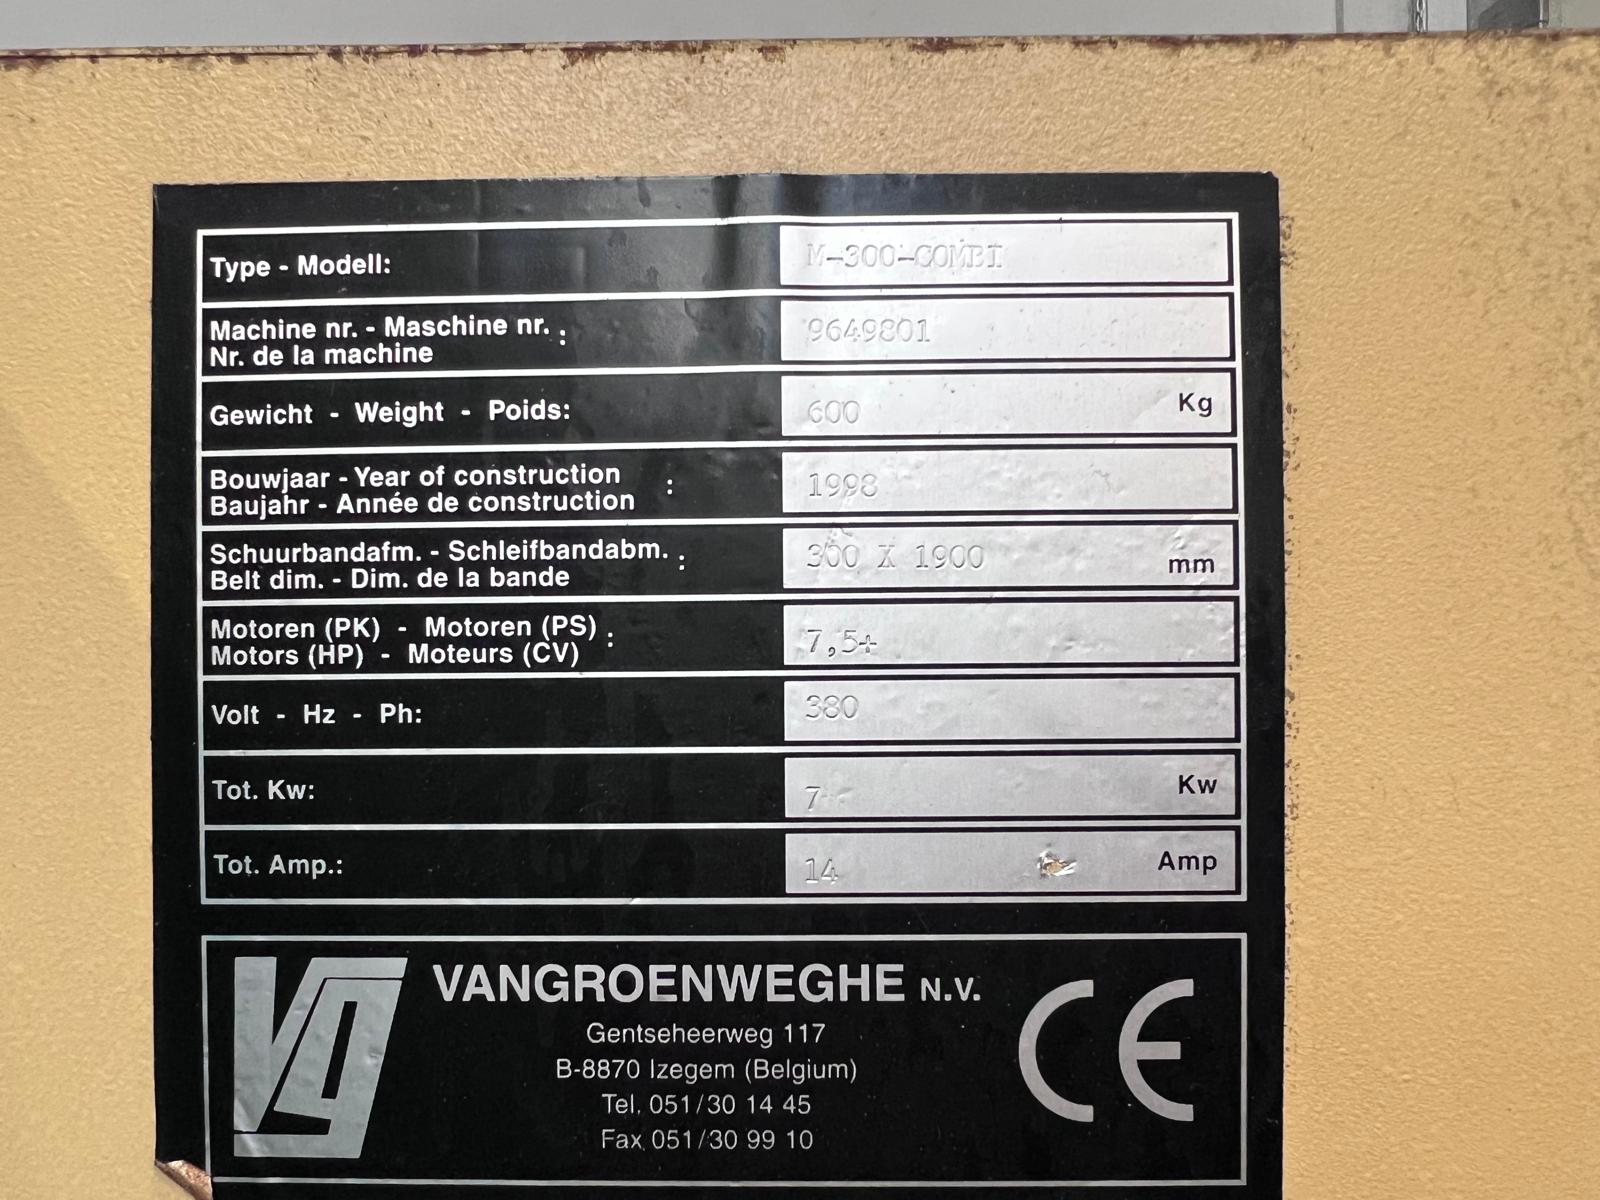 Type - Modell: M-300-COMBI
Machine nr. - Maschine nr. : 9649801
Nr. de la machine
Gewicht - Weight - Poids: 600 Kg
Bouwjaar - Year of construction : 1998
Baujahr - Année de construction
Schuurbandafm. - Schleifbandabm. : 300 X 1900 mm
Belt dim. - Dim. de la bande
Motoren (PK) - Motoren (PS) : 7,5+
Motors (HP) - Moteurs (CV)
Volt - Hz - Ph: 380
Tot. Kw: 7 Kw
Tot. Amp.: 14 Amp
VG
VANGROENWEGHE N.V.
Gentseheerweg 117
B-8870 Izegem (Belgium)
Tel. 051/30 14 45
Fax 051/30 99 10
CE